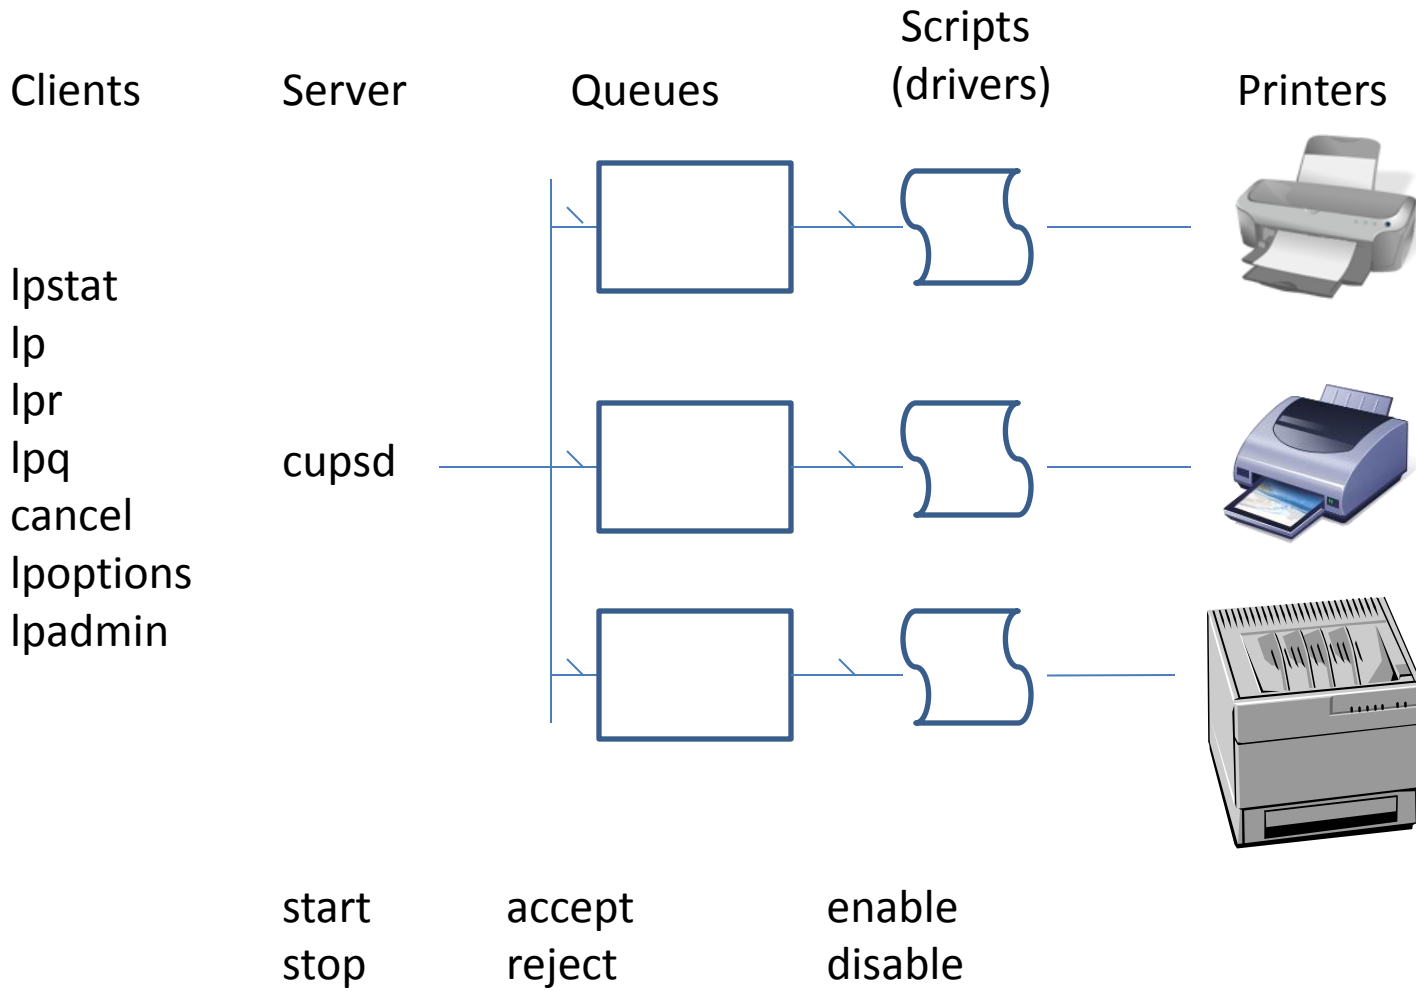 Scripts
(drivers)
Clients
Server
Queues
Printers
lpstat
lp
lpr
lpq
cancel
lpoptions
lpadmin
cupsd
start
stop
accept
reject
enable
disable